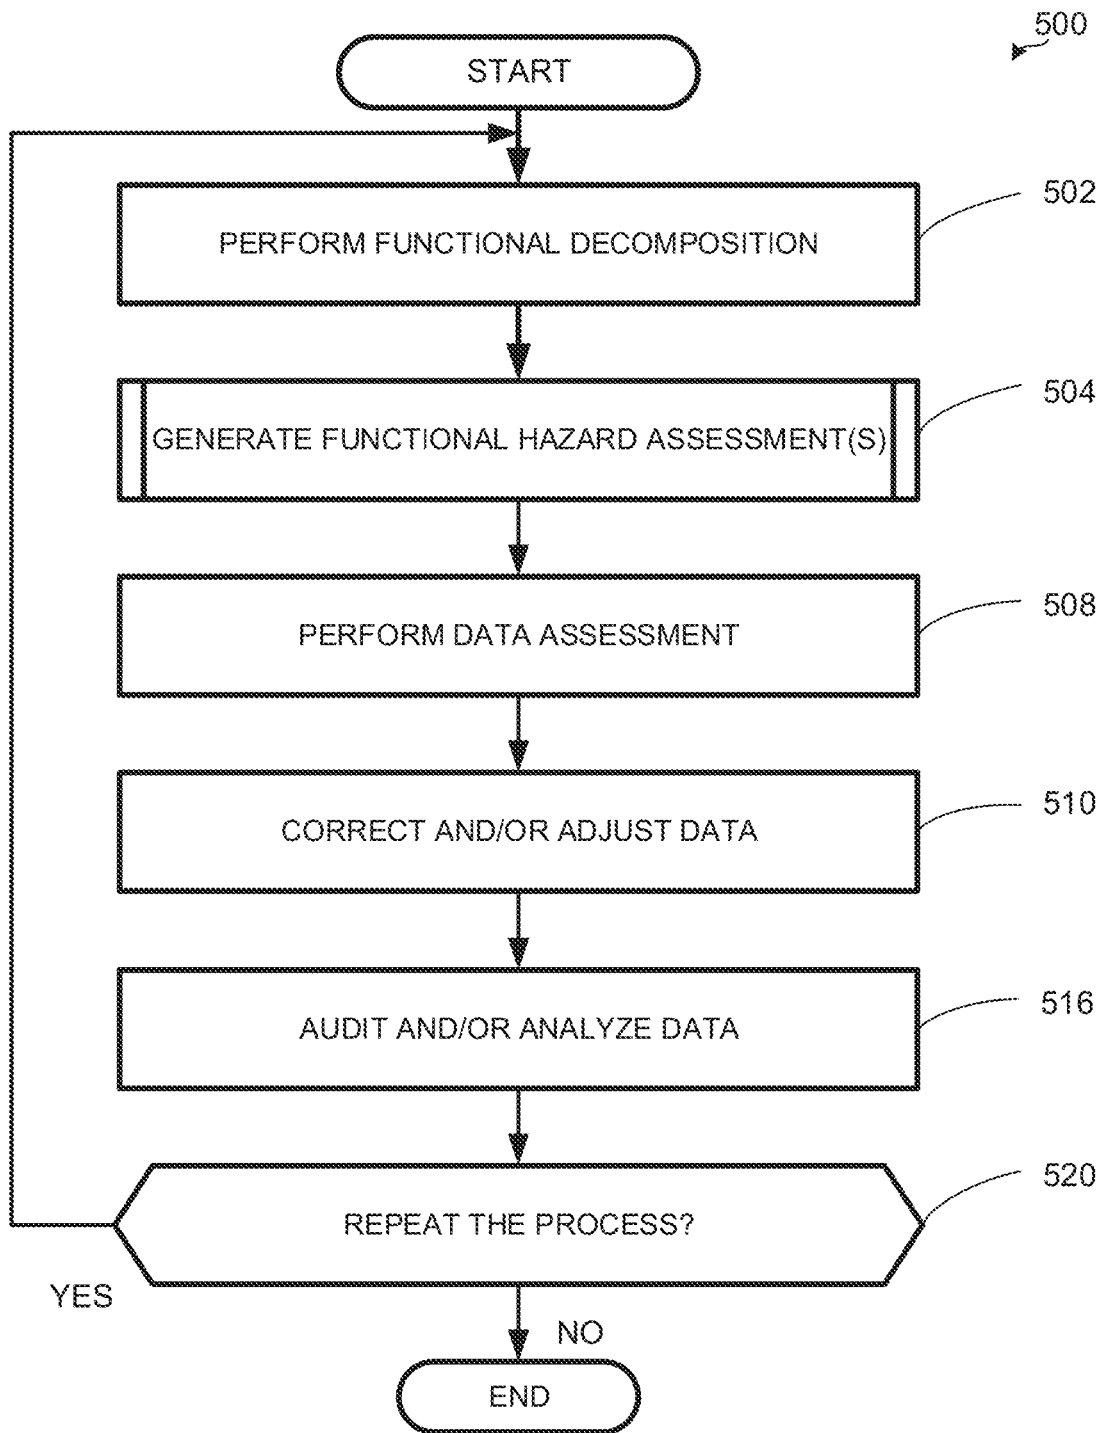 500
START
502
PERFORM FUNCTIONAL DECOMPOSITION
504
GENERATE FUNCTIONAL HAZARD ASSESSMENT(S)
508
PERFORM DATA ASSESSMENT
510
CORRECT AND/OR ADJUST DATA
516
AUDIT AND/OR ANALYZE DATA
520
REPEAT THE PROCESS?
YES
NO
END